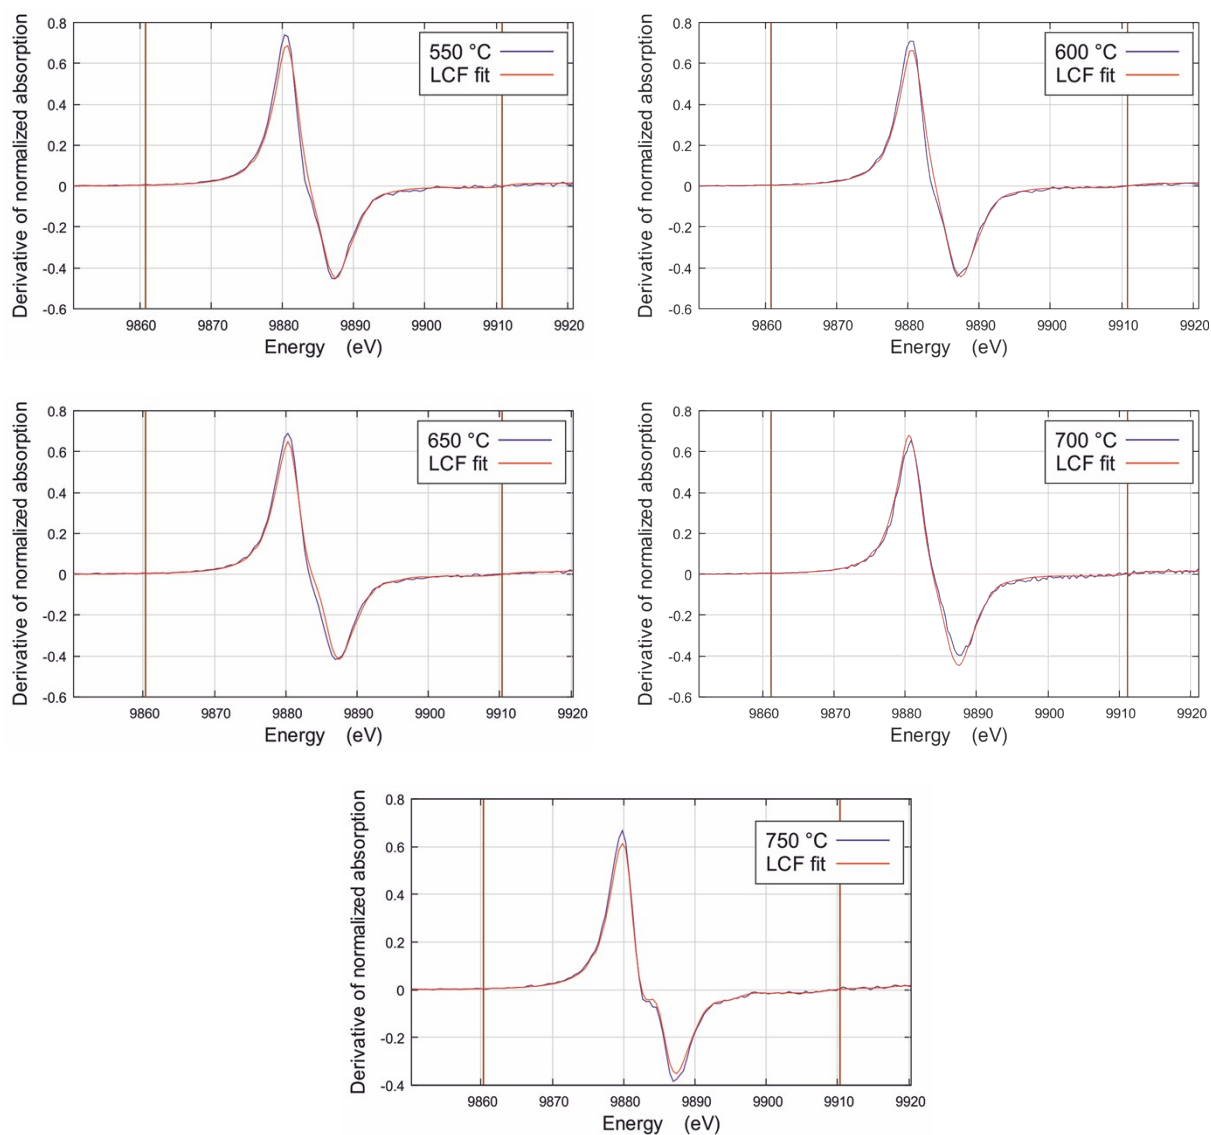 0.8
0.6
0.4
0.2
0
-0.2
-0.4
-0.6
Derivative of normalized absorption
550 °C
LCF fit
9860 9870 9880 9890 9900 9910 9920
Energy (eV)
0.8
0.6
0.4
0.2
0
-0.2
-0.4
-0.6
Derivative of normalized absorption
600 °C
LCF fit
9860 9870 9880 9890 9900 9910 9920
Energy (eV)
0.8
0.6
0.4
0.2
0
-0.2
-0.4
-0.6
Derivative of normalized absorption
650 °C
LCF fit
9860 9870 9880 9890 9900 9910 9920
Energy (eV)
0.8
0.6
0.4
0.2
0
-0.2
-0.4
-0.6
Derivative of normalized absorption
700 °C
LCF fit
9860 9870 9880 9890 9900 9910 9920
Energy (eV)
0.8
0.6
0.4
0.2
0
-0.2
-0.4
Derivative of normalized absorption
750 °C
LCF fit
9860 9870 9880 9890 9900 9910 9920
Energy (eV)